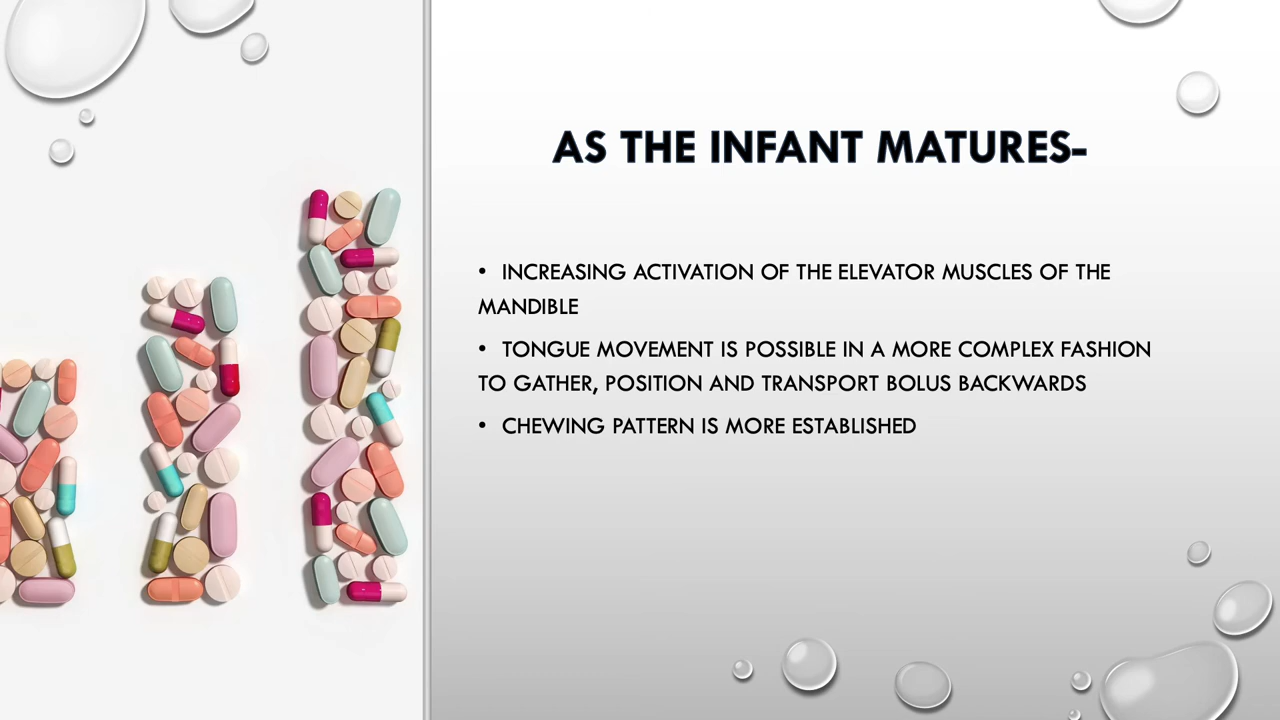 AS THE INFANT MATURES-
• INCREASING ACTIVATION OF THE ELEVATOR MUSCLES OF THE
MANDIBLE
• TONGUE MOVEMENT IS POSSIBLE IN A MORE COMPLEX FASHION
TO GATHER, POSITION AND TRANSPORT BOLUS BACKWARDS
• CHEWING PATTERN IS MORE ESTABLISHED